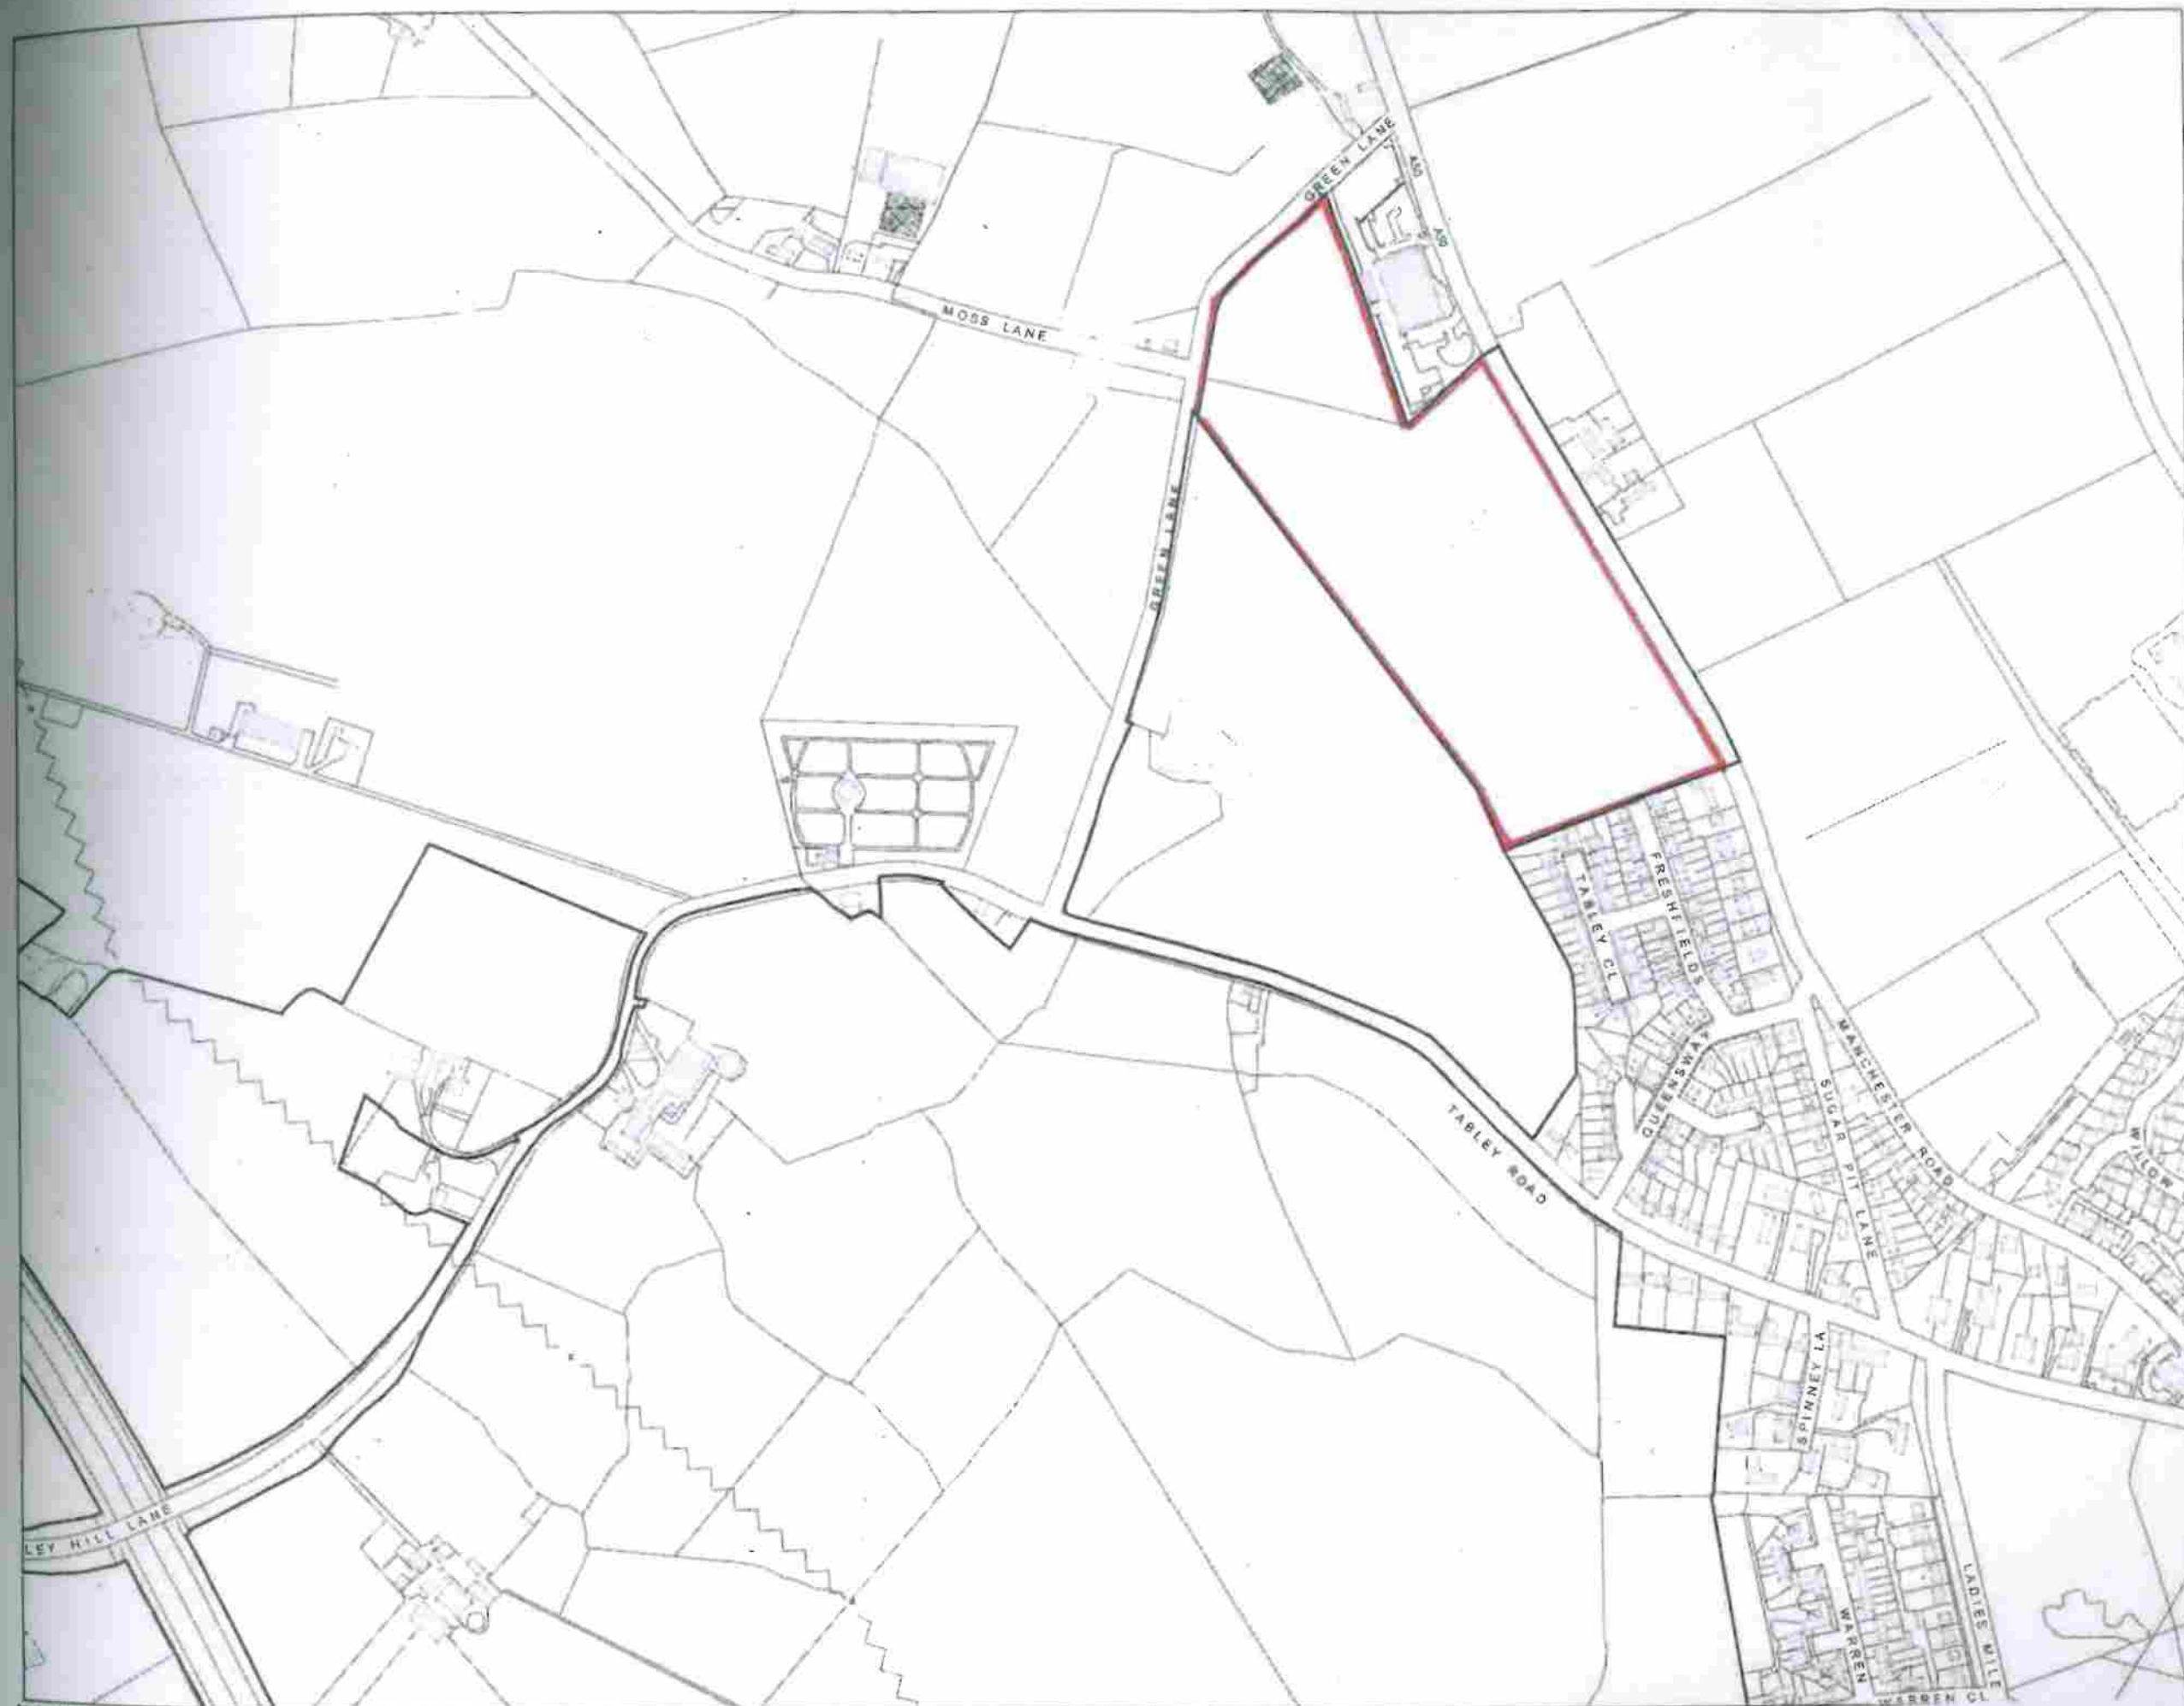 GREEN LANE
A50
A50
MOSS LANE
GREEN LANE
FRESHFIELDS
TABLEY CL
QUEENSWAY
MANCHESTER ROAD
SUGAR PIT LANE
WILLOW
TABLEY ROAD
SPINNEY LA
LEY HILL LANE
LADIES MILE
WARREN
WARREN CL